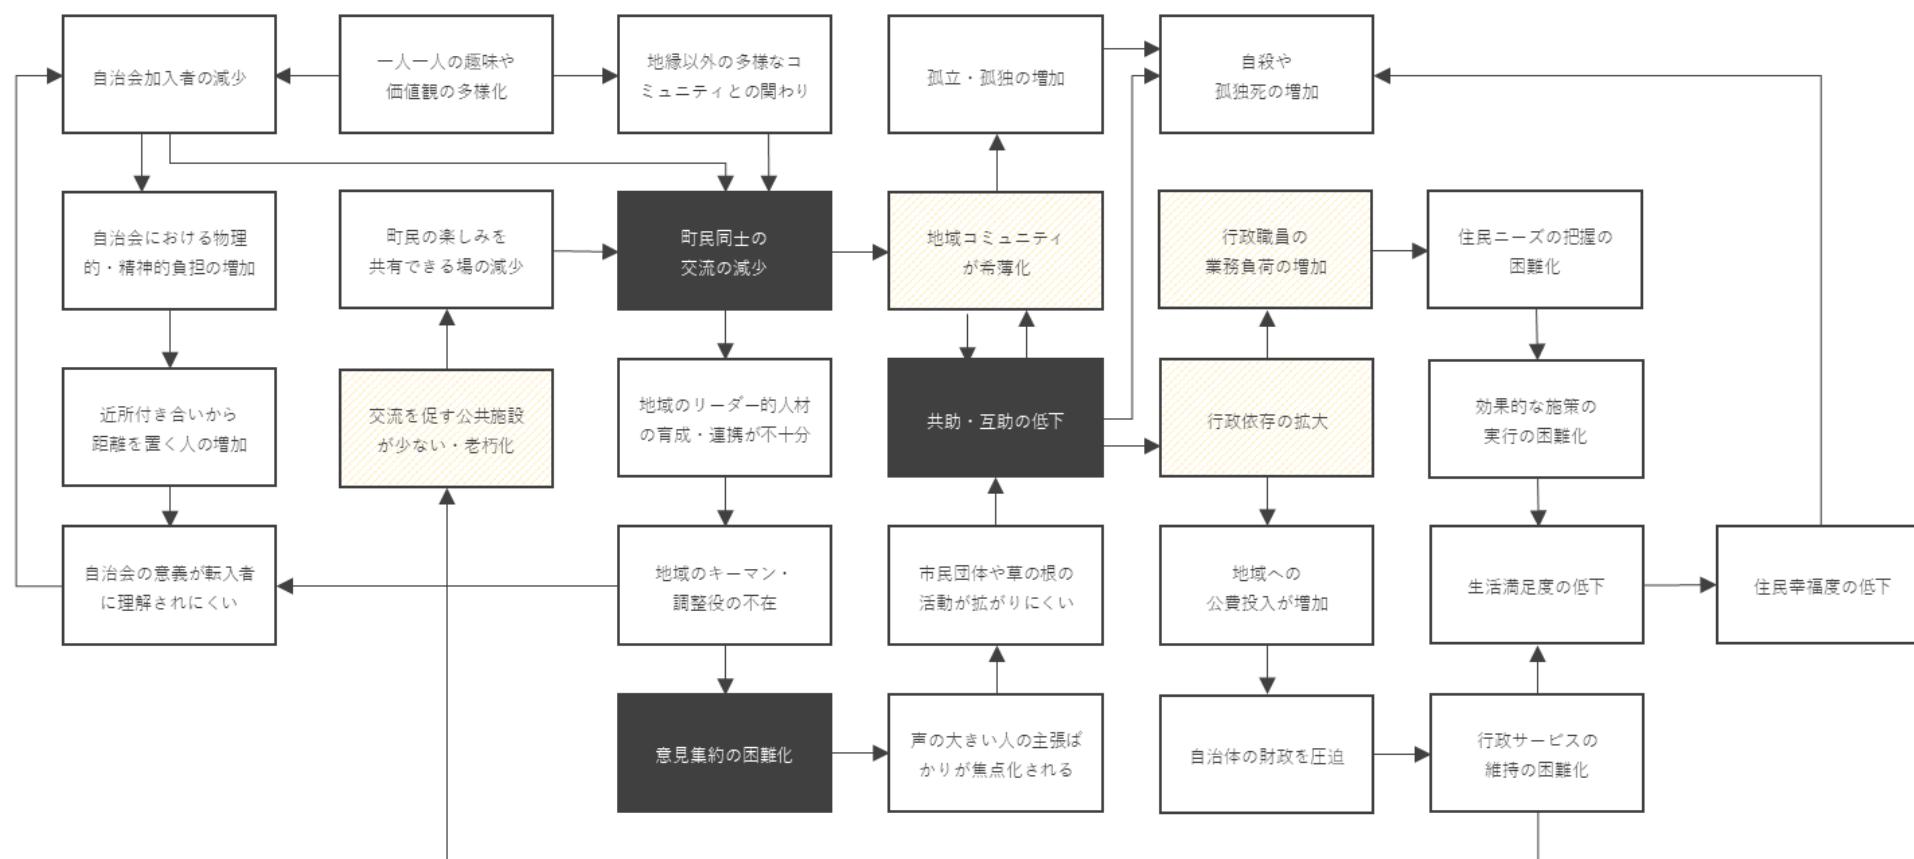 自治会加入者の減少
一人一人の趣味や
価値観の多様化
地縁以外の多様なコ
ミュニティとの関わり
孤立・孤独の増加
自殺や
孤独死の増加
自治会における物理
的・精神的負担の増加
町民の楽しみを
共有できる場の減少
町民同士の
交流の減少
地域コミュニティ
が希薄化
行政職員の
業務負荷の増加
住民ニーズの把握の
困難化
近所付き合いから
距離を置く人の増加
交流を促す公共施設
が少ない・老朽化
地域のリーダー的人材
の育成・連携が不十分
共助・互助の低下
行政依存の拡大
効果的な施策の
実行の困難化
自治会の意義が転入者
に理解されにくい
地域のキーマン・
調整役の不在
市民団体や草の根の
活動が拡がりにくい
地域への
公費投入が増加
生活満足度の低下
住民幸福度の低下
意見集約の困難化
声の大きい人の主張ば
かりが焦点化される
自治体の財政を圧迫
行政サービスの
維持の困難化